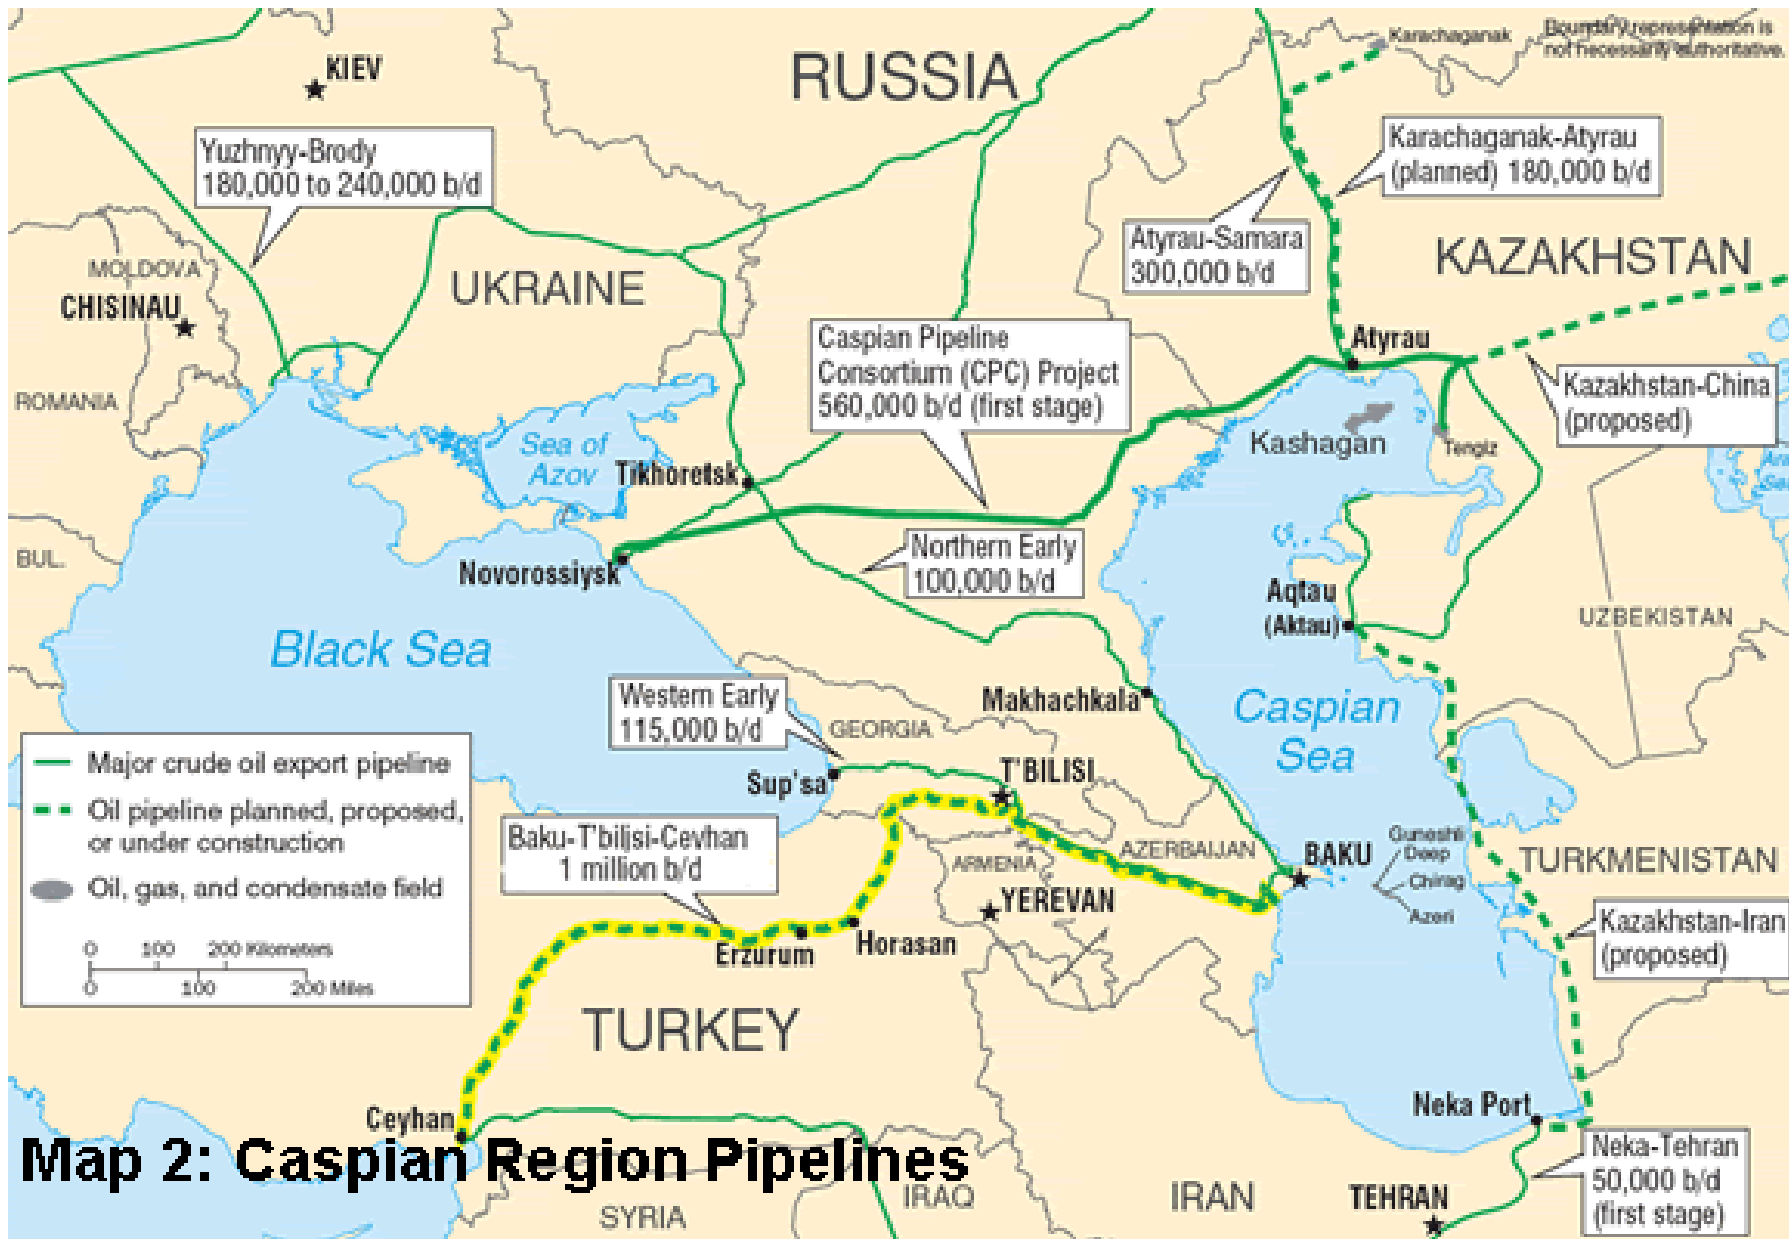 KIEV
RUSSIA
Karachaganak
Boundary representation is
not necessarily authoritative.
Yuzhnyy-Brody
180,000 to 240,000 b/d
Karachaganak-Atyrau
(planned) 180,000 b/d
Atyrau-Samara
300,000 b/d
KAZAKHSTAN
MOLDOVA
CHISINAU
UKRAINE
Caspian Pipeline
Consortium (CPC) Project
560,000 b/d (first stage)
Atyrau
Kazakhstan-China
(proposed)
ROMANIA
Sea of
Azov
Tikhoretsk
Kashagan
Tengiz
BUL.
Novorossiysk
Northern Early
100,000 b/d
Aqtau
(Aktau)
UZBEKISTAN
Black Sea
Western Early
115,000 b/d
GEORGIA
Makhachkala
Caspian
Sea
Major crude oil export pipeline
Oil pipeline planned, proposed,
or under construction
Oil, gas, and condensate field
0 100 200 Kilometers
0 100 200 Miles
Sup'sa
T'BILISI
Baku-T'bilisi-Ceyhan
1 million b/d
ARMENIA
AZERBAIJAN
BAKU
Guneshli
Deep
Chirag
Azeri
TURKMENISTAN
YEREVAN
Erzurum
Horasan
Kazakhstan-Iran
(proposed)
TURKEY
Ceyhan
Neka Port
Map 2: Caspian Region Pipelines
Neka-Tehran
50,000 b/d
(first stage)
SYRIA
IRAQ
IRAN
TEHRAN